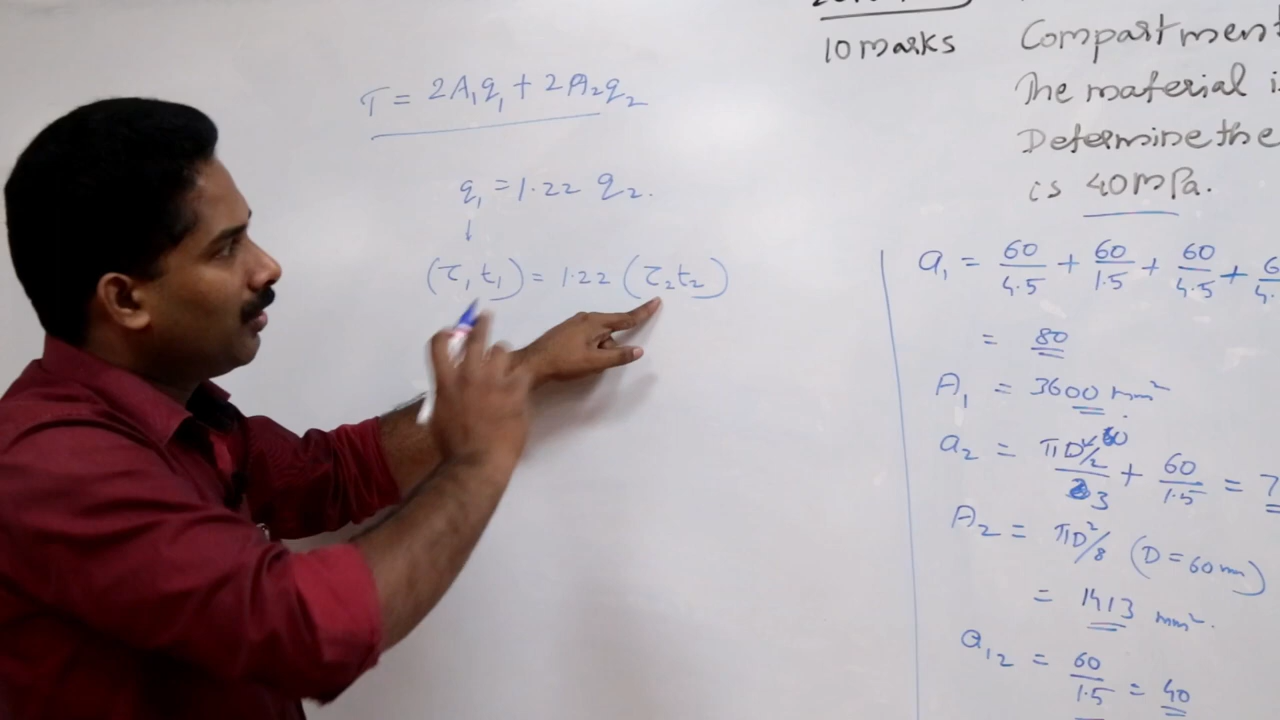 T = 2A₁q₁ + 2A₂q₂
q₁ = 1.22 q₂.
↓
(τ₁t₁) = 1.22 (τ₂t₂)
10 marks Compartment
The material i
Determine the
is 40MPa.
a₁ = 60/4.5 + 60/1.5 + 60/4.5 + 6/4.
= 80
A₁ = 3600 mm²
a₂ = (πD/2)/3 + 60/1.5 = 7
A₂ = πD²/8 (D = 60 mm)
= 1413 mm².
a₁₂ = 60/1.5 = 40